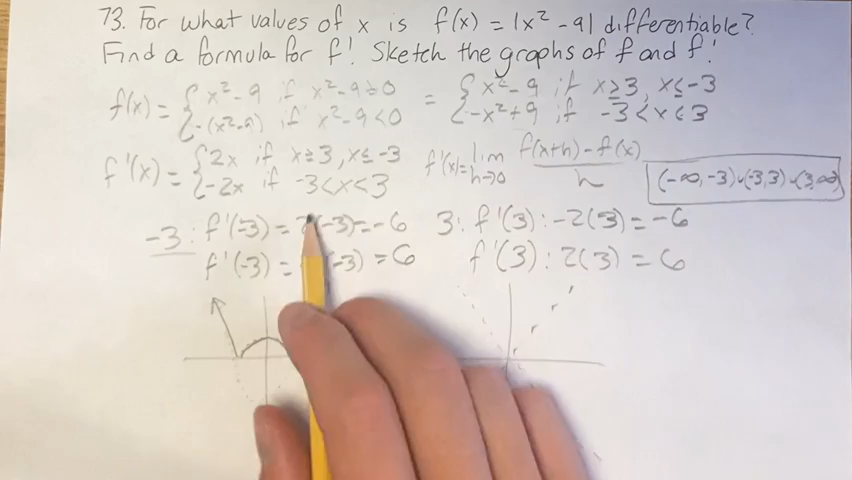 73. For what values of x is f(x) = |x² - 9| differentiable?
Find a formula for f'. Sketch the graphs of f and f'.
f(x) = { x² - 9 if x² - 9 ≥ 0 = { x² - 9 if x ≥ 3, x ≤ -3
-(x² - 9) if x² - 9 < 0 -x² + 9 if -3 < x < 3
f'(x) = { 2x if x ≥ 3, x ≤ -3 f'(x) = lim h→0 f(x+h) - f(x) / h
-2x if -3 < x < 3 (-∞, -3) ∪ (-3, 3) ∪ (3, ∞)
-3: f'(-3) = 2(-3) = -6 3: f'(3): -2(3) = -6
f'(-3) = (-3) = 6 f'(3): 2(3) = 6